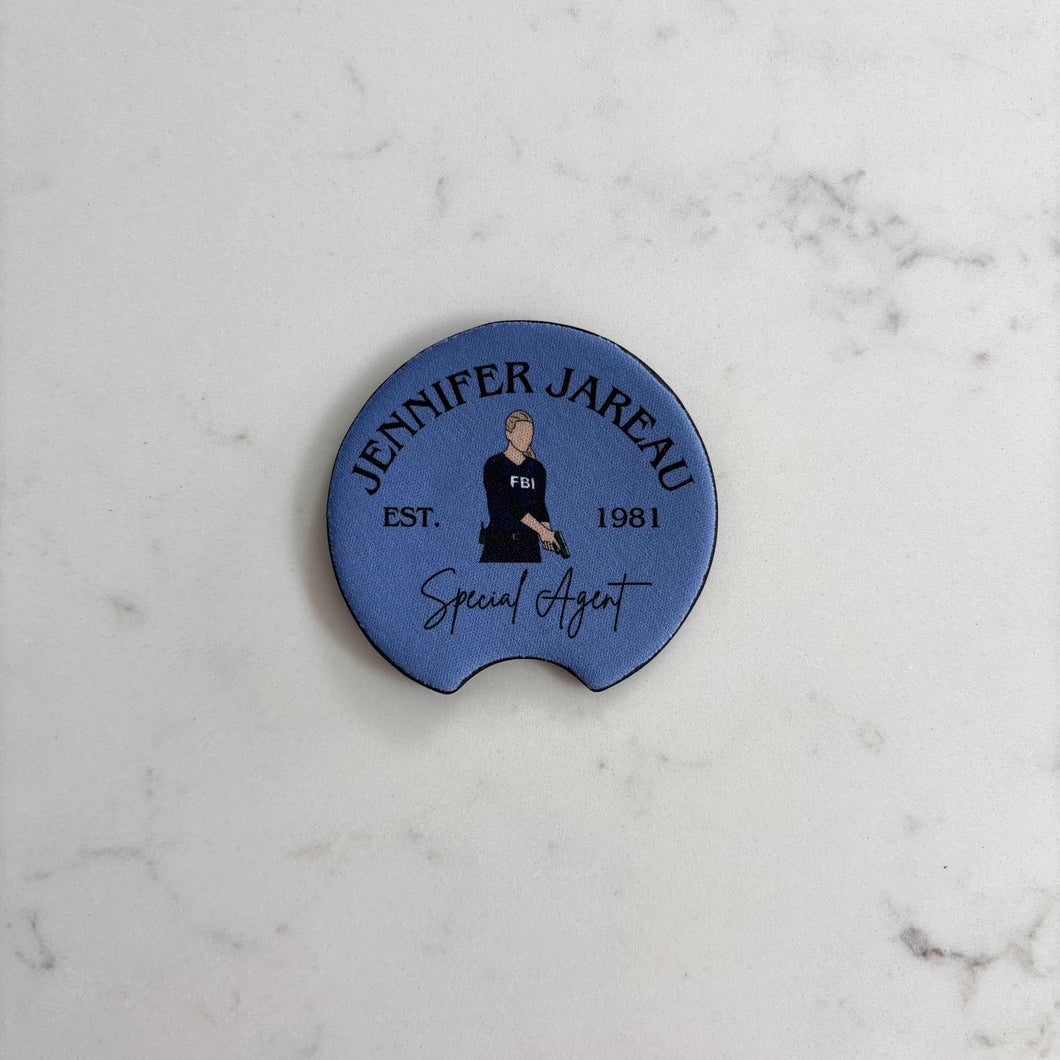 JENNIFER JAREAU
FBI
EST. 1981
Special Agent